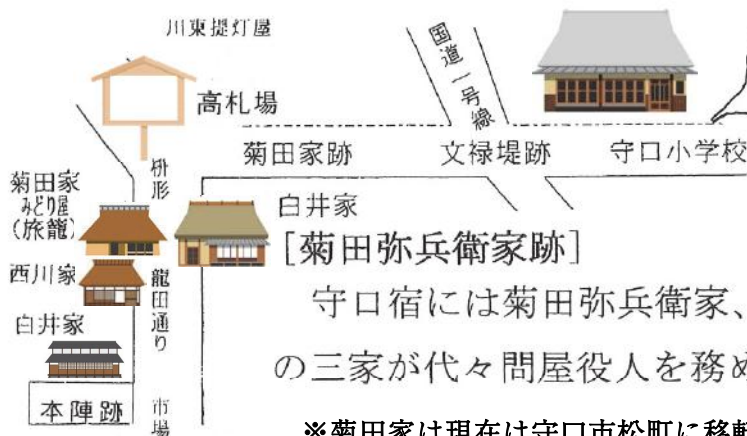 川東提灯屋
高札場
国道一号線
菊田家跡
文禄堤跡
守口小学校
桝形
菊田家
みどり屋
(旅籠)
白井家
[菊田弥兵衛家跡]
西川家
龍田通り
守口宿には菊田弥兵衛家、
白井家
の三家が代々問屋役人を務め
本陣跡
市場
※菊田家は現在は守口市松町に移転